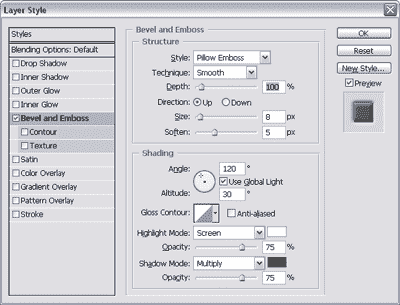 Layer Style
Styles
Blending Options: Default
Drop Shadow
Inner Shadow
Outer Glow
Inner Glow
Bevel and Emboss
Contour
Texture
Satin
Color Overlay
Gradient Overlay
Pattern Overlay
Stroke
Bevel and Emboss
Structure
Style: Pillow Emboss
Technique: Smooth
Depth: 100 %
Direction: Up Down
Size: 8 px
Soften: 5 px
Shading
Angle: 120 °
Use Global Light
Altitude: 30 °
Gloss Contour: Anti-aliased
Highlight Mode: Screen
Opacity: 75 %
Shadow Mode: Multiply
Opacity: 75 %
OK
Reset
New Style...
Preview